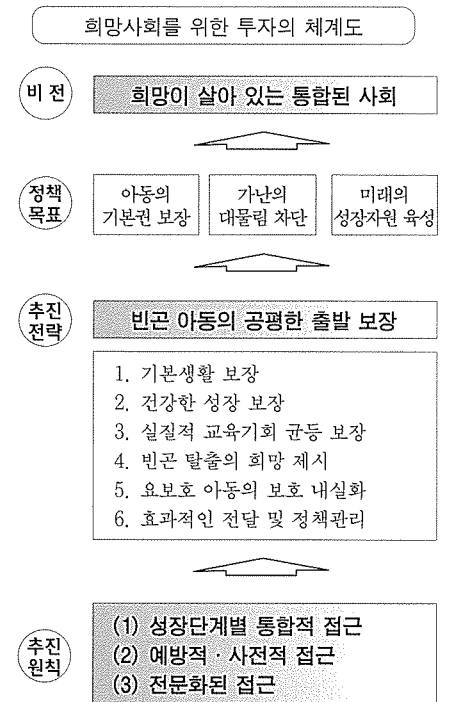 희망사회를 위한 투자의 체계도
비 전
희망이 살아 있는 통합된 사회
정책
목표
아동의
기본권 보장
가난의
대물림 차단
미래의
성장자원 육성
추진
전략
빈곤 아동의 공평한 출발 보장
1. 기본생활 보장
2. 건강한 성장 보장
3. 실질적 교육기회 균등 보장
4. 빈곤 탈출의 희망 제시
5. 요보호 아동의 보호 내실화
6. 효과적인 전달 및 정책관리
추진
원칙
(1) 성장단계별 통합적 접근
(2) 예방적 · 사전적 접근
(3) 전문화된 접근